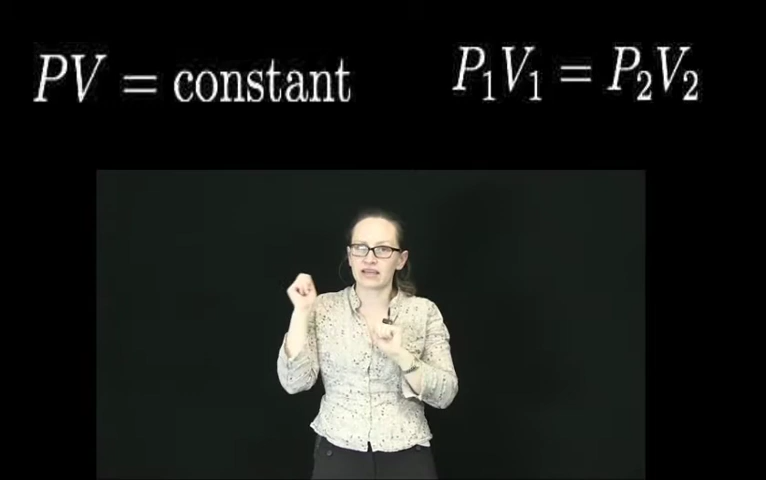 PV = constant
P₁V₁ = P₂V₂